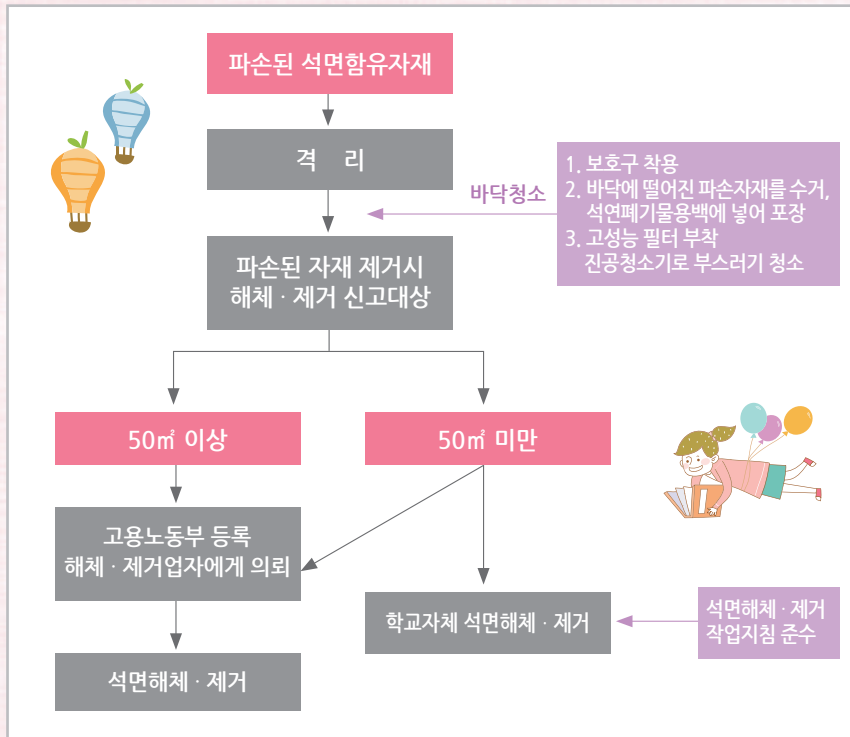 파손된 석면함유자재
격 리
바닥청소
1. 보호구 착용
2. 바닥에 떨어진 파손자재를 수거,
석연폐기물용백에 넣어 포장
3. 고성능 필터 부착
진공청소기로 부스러기 청소
파손된 자재 제거시
해체 · 제거 신고대상
50㎡ 이상
50㎡ 미만
고용노동부 등록
해체 · 제거업자에게 의뢰
학교자체 석면해체 · 제거
석면해체 · 제거
작업지침 준수
석면해체 · 제거